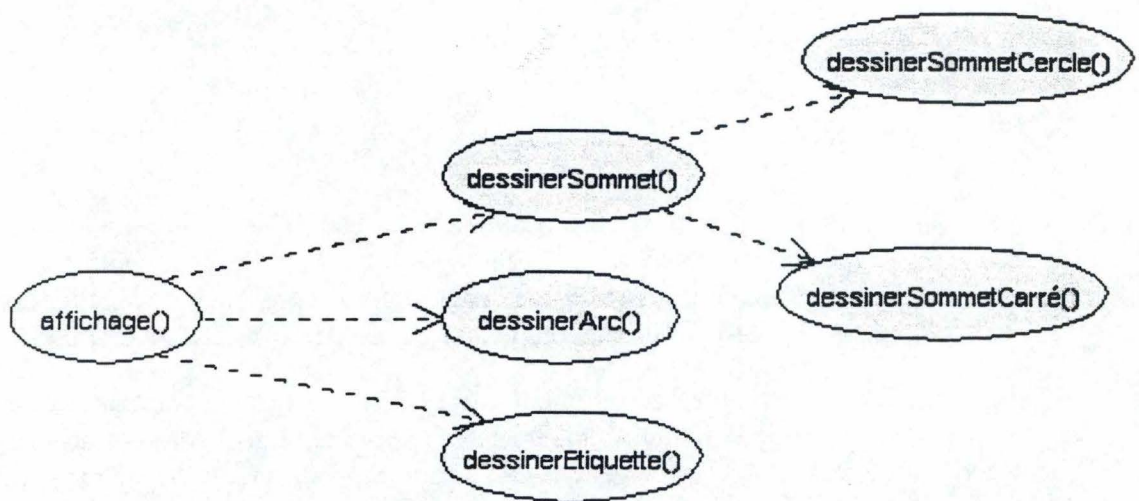 dessinerSommetCercle()
dessinerSommet()
dessinerSommetCarré()
affichage()
dessinerArc()
dessinerEtiquette()